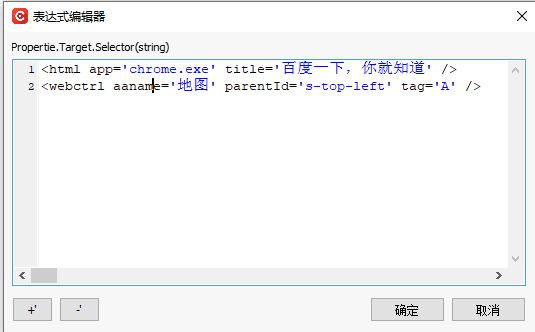 表达式编辑器
Propertie.Target.Selector(string)
1 <html app='chrome.exe' title='百度一下，你就知道' />
2 <webctrl aaname='地图' parentId='s-top-left' tag='A' />
+' -' 确定 取消